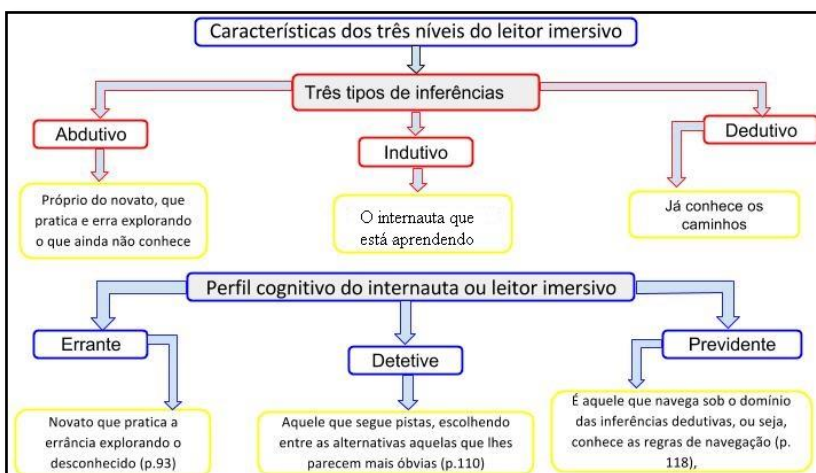 Características dos três níveis do leitor imersivo
Três tipos de inferências
Abdutivo
Indutivo
Dedutivo
Próprio do novato, que
pratica e erra explorando
o que ainda não conhece
O internauta que
está aprendendo
Já conhece os
caminhos
Perfil cognitivo do internauta ou leitor imersivo
Errante
Detetive
Previdente
Novato que pratica a
errância explorando o
desconhecido (p.93)
Aquele que segue pistas, escolhendo
entre as alternativas aquelas que lhes
parecem mais óbvias (p.110)
É aquele que navega sob o domínio
das inferências dedutivas, ou seja,
conhece as regras de navegação (p.
118),